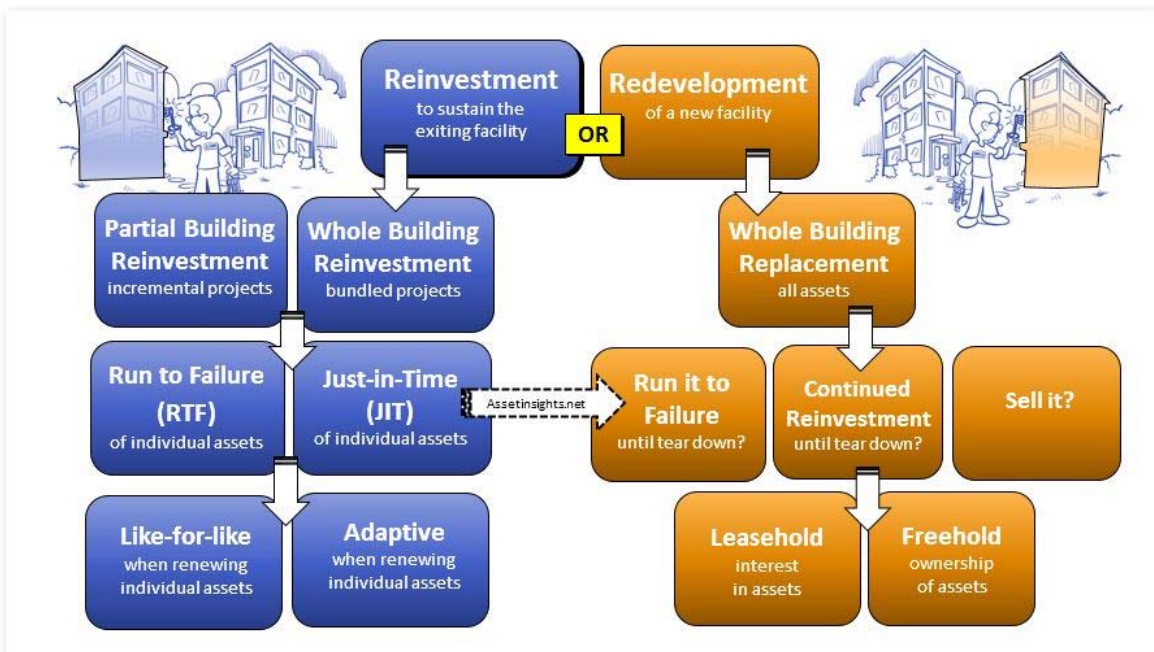 Reinvestment
to sustain the
exiting facility
OR
Redevelopment
of a new facility
Partial Building
Reinvestment
incremental projects
Whole Building
Reinvestment
bundled projects
Whole Building
Replacement
all assets
Run to Failure
(RTF)
of individual assets
Just-in-Time
(JIT)
of individual assets
Assetinsights.net
Run it to
Failure
until tear down?
Continued
Reinvestment
until tear down?
Sell it?
Like-for-like
when renewing
individual assets
Adaptive
when renewing
individual assets
Leasehold
interest
in assets
Freehold
ownership
of assets